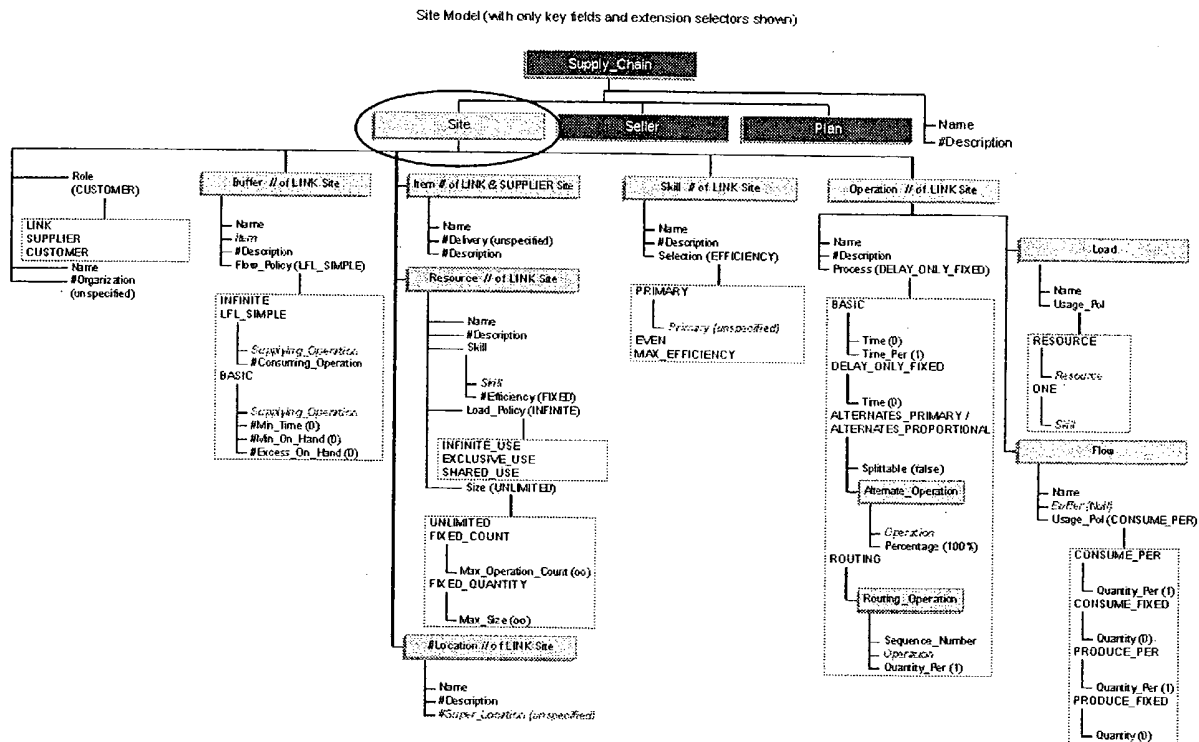 Site Model (with only key fields and extension selectors shown)
Supply_Chain
Site
Seller
Plan
Name
#Description
Role
(CUSTOMER)
LINK
SUPPLIER
CUSTOMER
Name
#Organization
(unspecified)
Buffer // of LINK Site
Name
Item
#Description
Flow_Policy (LFL_SIMPLE)
INFINITE
LFL_SIMPLE
Supplying_Operation
#Consuming_Operation
BASIC
Supplying_Operation
#Min_Time (0)
#Min_On_Hand (0)
#Excess_On_Hand (0)
Item # of LINK & SUPPLIER Site
Name
#Delivery (unspecified)
#Description
Resource // of LINK Site
Name
#Description
Skill
Skill
#Efficiency (FIXED)
Load_Policy (INFINITE)
INFINITE_USE
EXCLUSIVE_USE
SHARED_USE
Size (UNLIMITED)
UNLIMITED
FIXED_COUNT
Max_Operation_Count (oo)
FIXED_QUANTITY
Max_Size (oo)
#Location // of LINK Site
Name
#Description
#Super_Location (unspecified)
Skill // of LINK Site
Name
#Description
Selection (EFFICIENCY)
PRIMARY
Primary (unspecified)
EVEN
MAX_EFFICIENCY
Operation // of LINK Site
Name
#Description
Process (DELAY_ONLY_FIXED)
BASIC
Time (0)
Time_Per (1)
DELAY_ONLY_FIXED
Time (0)
ALTERNATES_PRIMARY /
ALTERNATES_PROPORTIONAL
Splittable (false)
Alternate_Operation
Operation
Percentage (100%)
ROUTING
Routing_Operation
Sequence_Number
Operation
Quantity_Per (1)
Load
Name
Usage_Pol
RESOURCE
Resource
ONE
Skill
Flow
Name
Buffer (Null)
Usage_Pol (CONSUME_PER)
CONSUME_PER
Quantity_Per (1)
CONSUME_FIXED
Quantity (0)
PRODUCE_PER
Quantity_Per (1)
PRODUCE_FIXED
Quantity (0)